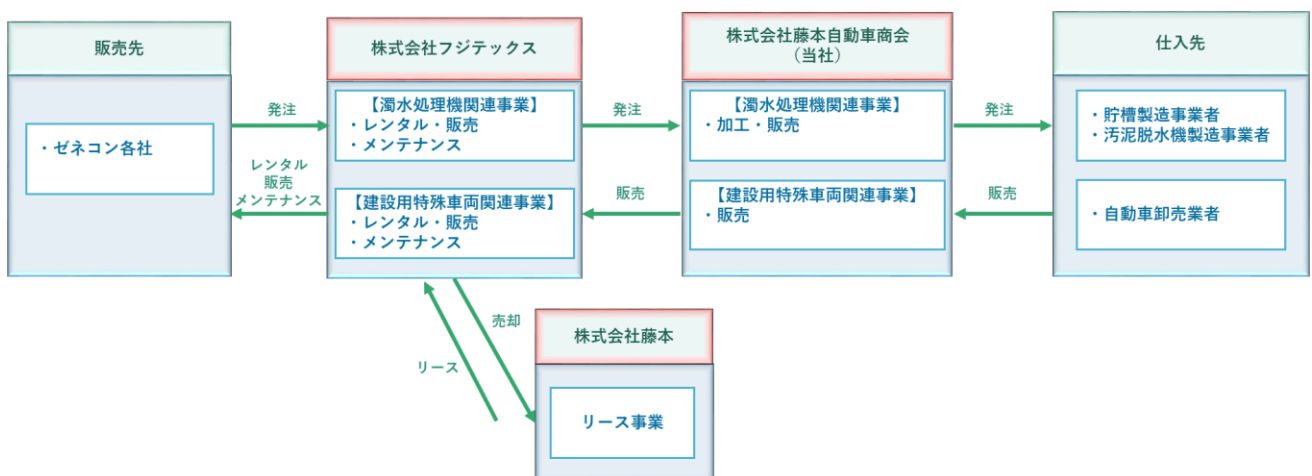 販売先
・ゼネコン各社
発注
レンタル
販売
メンテナンス
株式会社フジテックス
【濁水処理機関連事業】
・レンタル・販売
・メンテナンス
【建設用特殊車両関連事業】
・レンタル・販売
・メンテナンス
発注
販売
株式会社藤本自動車商会
（当社）
【濁水処理機関連事業】
・加工・販売
【建設用特殊車両関連事業】
・販売
発注
販売
仕入先
・貯槽製造事業者
・汚泥脱水機製造事業者
・自動車卸売業者
売却
リース
株式会社藤本
リース事業